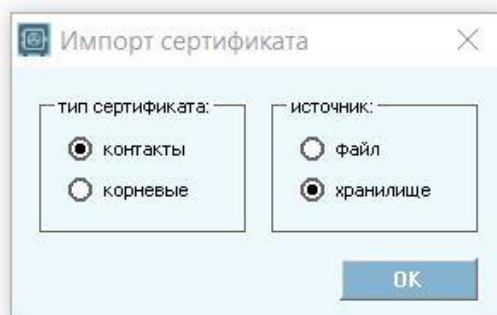 Импорт сертификата
тип сертификата:
контакты
корневые
источник:
файл
хранилище
OK